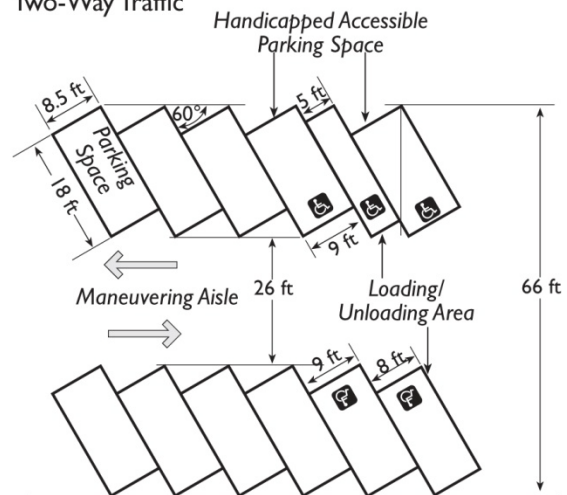 Two-Way Traffic
Handicapped Accessible
Parking Space
8.5 ft
5 ft
60°
Parking
Space
18 ft
9 ft
Maneuvering Aisle
26 ft
Loading/
Unloading Area
66 ft
9 ft
8 ft